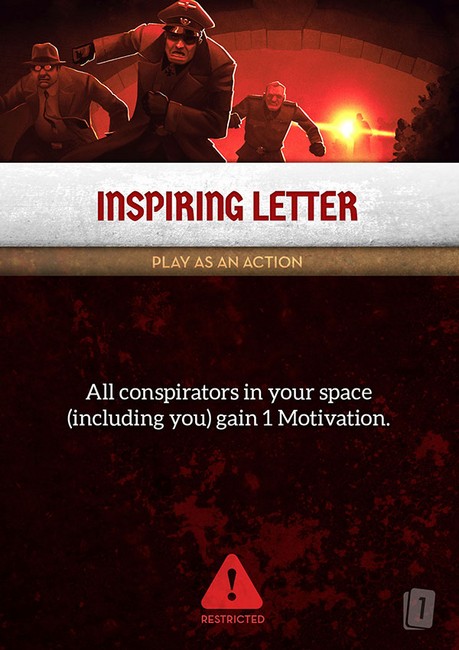 INSPIRING LETTER
PLAY AS AN ACTION
All conspirators in your space
(including you) gain 1 Motivation.
!
RESTRICTED
1